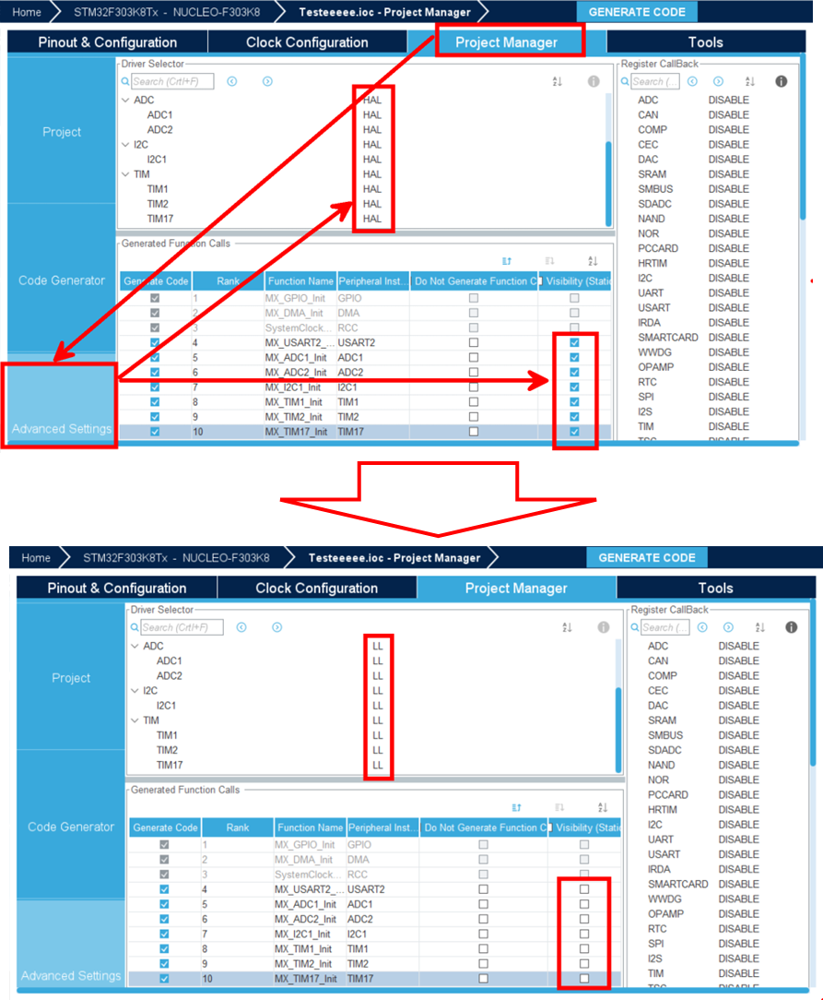 Home STM32F303K8Tx - NUCLEO-F303K8 Testeeeee.ioc - Project Manager GENERATE CODE
Pinout & Configuration Clock Configuration Project Manager Tools
Project
Code Generator
Advanced Settings
Driver Selector
Search (Crtl+F)
ADC HAL
ADC1 HAL
ADC2 HAL
I2C HAL
I2C1 HAL
TIM HAL
TIM1 HAL
TIM2 HAL
TIM17 HAL
Generated Function Calls
Generate Code Rank Function Name Peripheral Inst... Do Not Generate Function C Visibility (Static
1 MX_GPIO_Init GPIO
2 MX_DMA_Init DMA
3 SystemClock... RCC
4 MX_USART2_... USART2
5 MX_ADC1_Init ADC1
6 MX_ADC2_Init ADC2
7 MX_I2C1_Init I2C1
8 MX_TIM1_Init TIM1
9 MX_TIM2_Init TIM2
10 MX_TIM17_Init TIM17
Register CallBack
Search (...
ADC DISABLE
CAN DISABLE
COMP DISABLE
CEC DISABLE
DAC DISABLE
SRAM DISABLE
SMBUS DISABLE
SDADC DISABLE
NAND DISABLE
NOR DISABLE
PCCARD DISABLE
HRTIM DISABLE
I2C DISABLE
UART DISABLE
USART DISABLE
IRDA DISABLE
SMARTCARD DISABLE
WWDG DISABLE
OPAMP DISABLE
RTC DISABLE
SPI DISABLE
I2S DISABLE
TIM DISABLE
TSC DISABLE
Home STM32F303K8Tx - NUCLEO-F303K8 Testeeeee.ioc - Project Manager GENERATE CODE
Pinout & Configuration Clock Configuration Project Manager Tools
Project
Code Generator
Advanced Settings
Driver Selector
Search (Crtl+F)
ADC LL
ADC1 LL
ADC2 LL
I2C LL
I2C1 LL
TIM LL
TIM1 LL
TIM2 LL
TIM17 LL
Generated Function Calls
Generate Code Rank Function Name Peripheral Inst... Do Not Generate Function C Visibility (Static
1 MX_GPIO_Init GPIO
2 MX_DMA_Init DMA
3 SystemClock... RCC
4 MX_USART2_... USART2
5 MX_ADC1_Init ADC1
6 MX_ADC2_Init ADC2
7 MX_I2C1_Init I2C1
8 MX_TIM1_Init TIM1
9 MX_TIM2_Init TIM2
10 MX_TIM17_Init TIM17
Register CallBack
Search (...
ADC DISABLE
CAN DISABLE
COMP DISABLE
CEC DISABLE
DAC DISABLE
SRAM DISABLE
SMBUS DISABLE
SDADC DISABLE
NAND DISABLE
NOR DISABLE
PCCARD DISABLE
HRTIM DISABLE
I2C DISABLE
UART DISABLE
USART DISABLE
IRDA DISABLE
SMARTCARD DISABLE
WWDG DISABLE
OPAMP DISABLE
RTC DISABLE
SPI DISABLE
I2S DISABLE
TIM DISABLE
TSC DISABLE